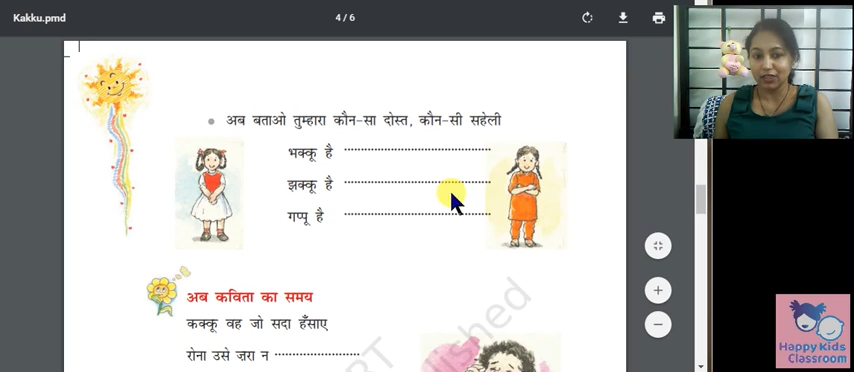 Kakku.pmd
4 / 6
अब बताओ तुम्हारा कौन-सा दोस्त, कौन-सी सहेली
भक्कू है ....................................
झक्कू है ....................................
गप्पू है ....................................
अब कविता का समय
कक्कू वह जो सदा हँसाए
रोना उसे ज़रा न ......................
Happy Kids
Classroom